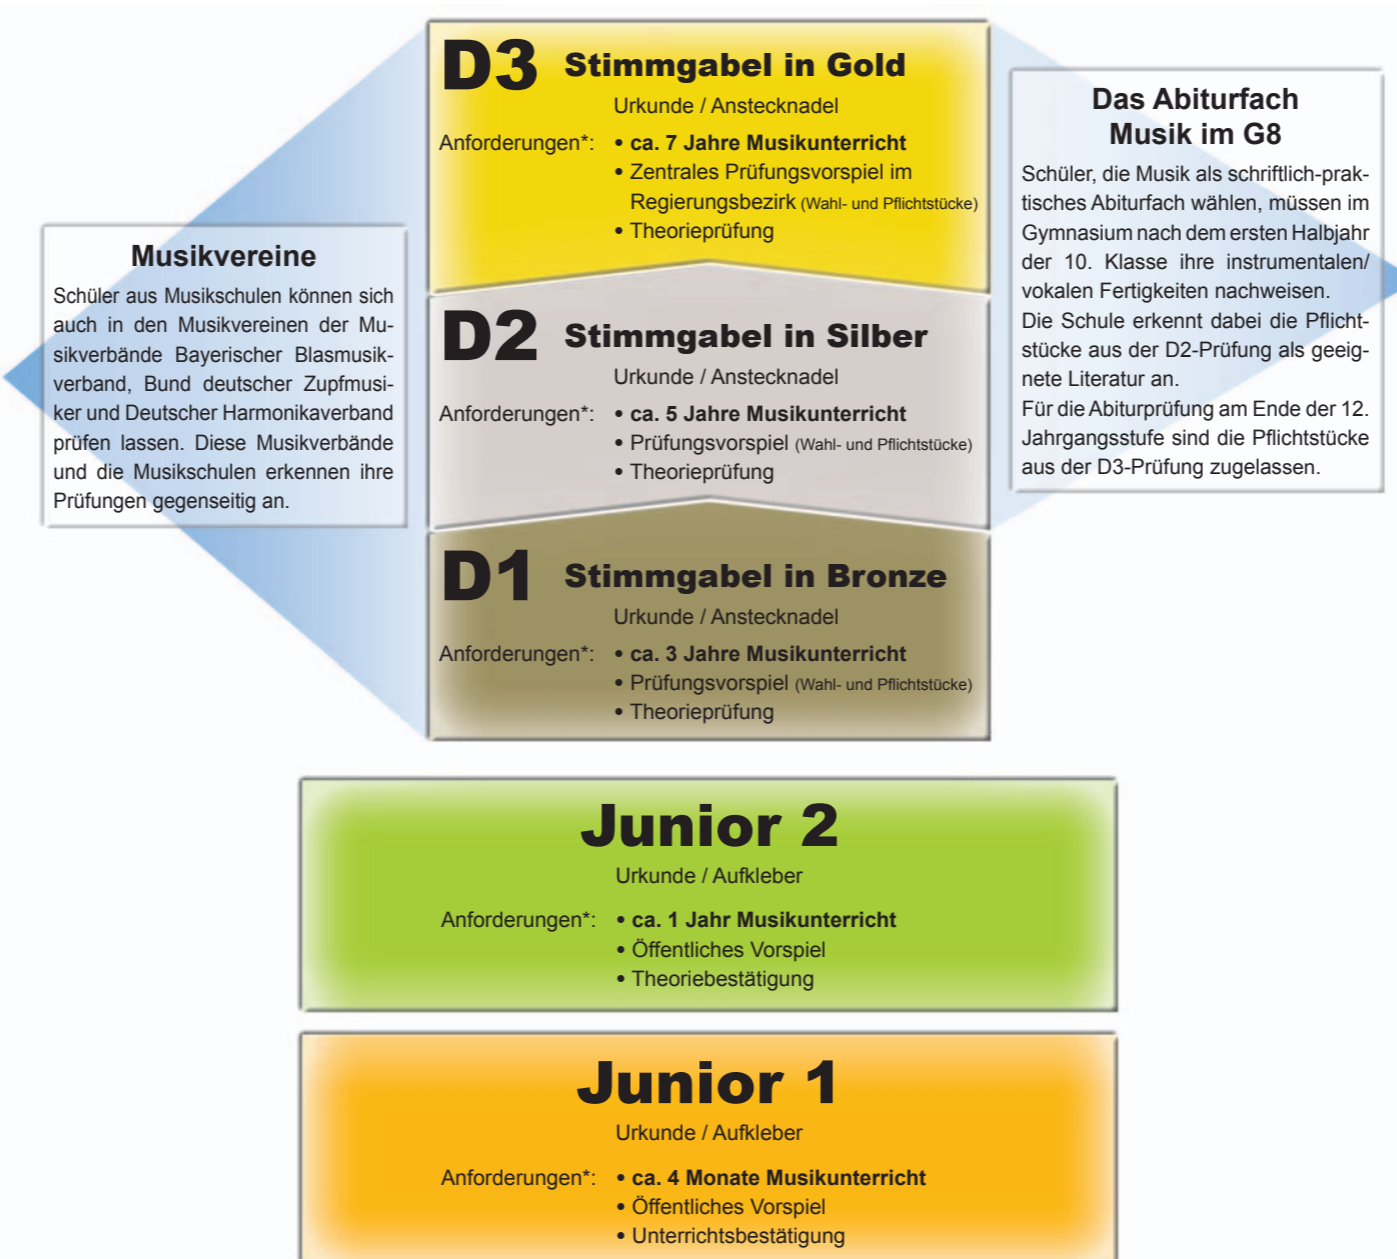 D3 Stimmgabel in Gold
Urkunde / Anstecknadel
Anforderungen*: • ca. 7 Jahre Musikunterricht
• Zentrales Prüfungsvorspiel im
Regierungsbezirk (Wahl- und Pflichtstücke)
• Theorieprüfung
Musikvereine
Schüler aus Musikschulen können sich
auch in den Musikvereinen der Mu-
sikverbände Bayerischer Blasmusik-
verband, Bund deutscher Zupfmusi-
ker und Deutscher Harmonikaverband
prüfen lassen. Diese Musikverbände
und die Musikschulen erkennen ihre
Prüfungen gegenseitig an.
D2 Stimmgabel in Silber
Urkunde / Anstecknadel
Anforderungen*: • ca. 5 Jahre Musikunterricht
• Prüfungsvorspiel (Wahl- und Pflichtstücke)
• Theorieprüfung
Das Abiturfach
Musik im G8
Schüler, die Musik als schriftlich-prak-
tisches Abiturfach wählen, müssen im
Gymnasium nach dem ersten Halbjahr
der 10. Klasse ihre instrumentalen/
vokalen Fertigkeiten nachweisen.
Die Schule erkennt dabei die Pflicht-
stücke aus der D2-Prüfung als geeig-
nete Literatur an.
Für die Abiturprüfung am Ende der 12.
Jahrgangsstufe sind die Pflichtstücke
aus der D3-Prüfung zugelassen.
D1 Stimmgabel in Bronze
Urkunde / Anstecknadel
Anforderungen*: • ca. 3 Jahre Musikunterricht
• Prüfungsvorspiel (Wahl- und Pflichtstücke)
• Theorieprüfung
Junior 2
Urkunde / Aufkleber
Anforderungen*: • ca. 1 Jahr Musikunterricht
• Öffentliches Vorspiel
• Theoriebestätigung
Junior 1
Urkunde / Aufkleber
Anforderungen*: • ca. 4 Monate Musikunterricht
• Öffentliches Vorspiel
• Unterrichtsbestätigung